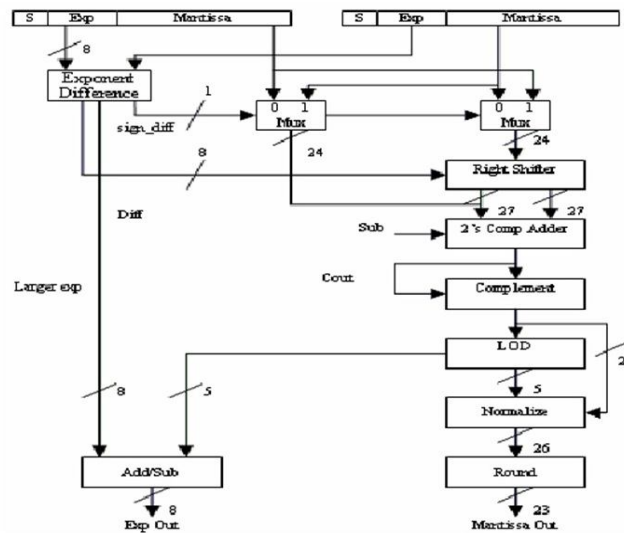 S Exp Mantissa S Exp Mantissa
8
Exponent
Difference
1
sign_diff
0 1
Mux
0 1
Mux
24
24
8
Right Shifter
Diff
27 27
Sub
2's Comp Adder
Larger exp
Cout
Complement
LOD
2
8
5
5
Normalize
26
Add/Sub
Round
8
23
Exp Out
Mantissa Out